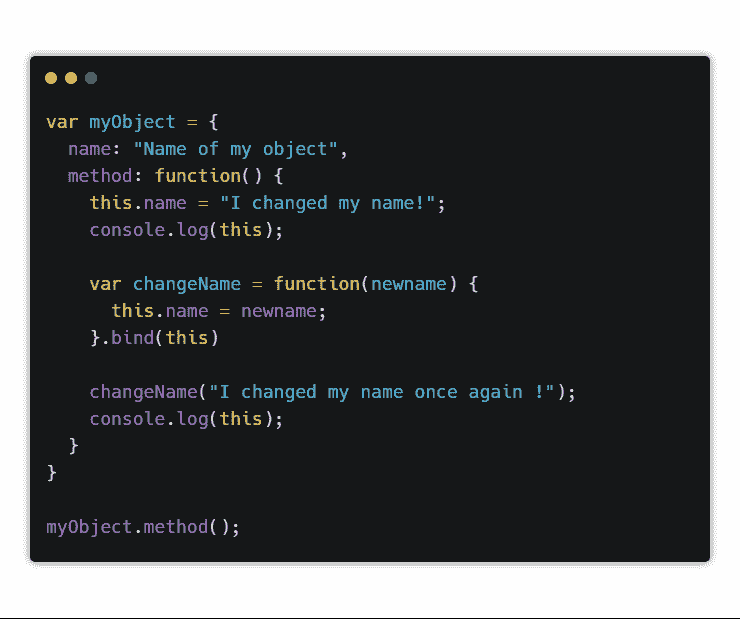 var myObject = {
  name: "Name of my object",
  method: function() {
    this.name = "I changed my name!";
    console.log(this);

    var changeName = function(newname) {
      this.name = newname;
    }.bind(this)

    changeName("I changed my name once again !");
    console.log(this);
  }
}

myObject.method();